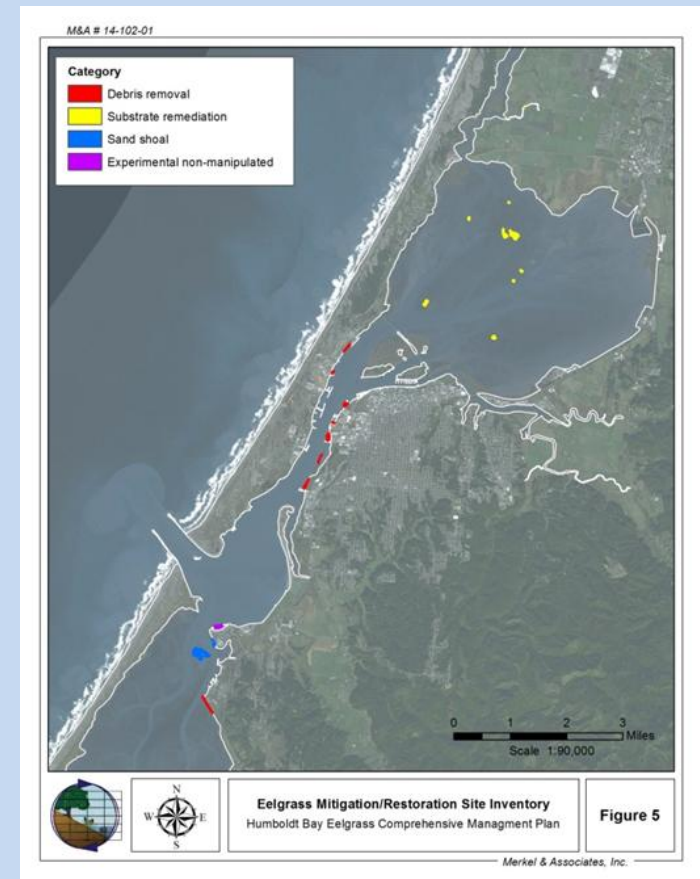 M&A # 14-102-01
Category
Debris removal
Substrate remediation
Sand shoal
Experimental non-manipulated
0 1 2 3
Miles
Scale 1:90,000
N
W E
S
Eelgrass Mitigation/Restoration Site Inventory
Humboldt Bay Eelgrass Comprehensive Managment Plan
Figure 5
Merkel & Associates, Inc.